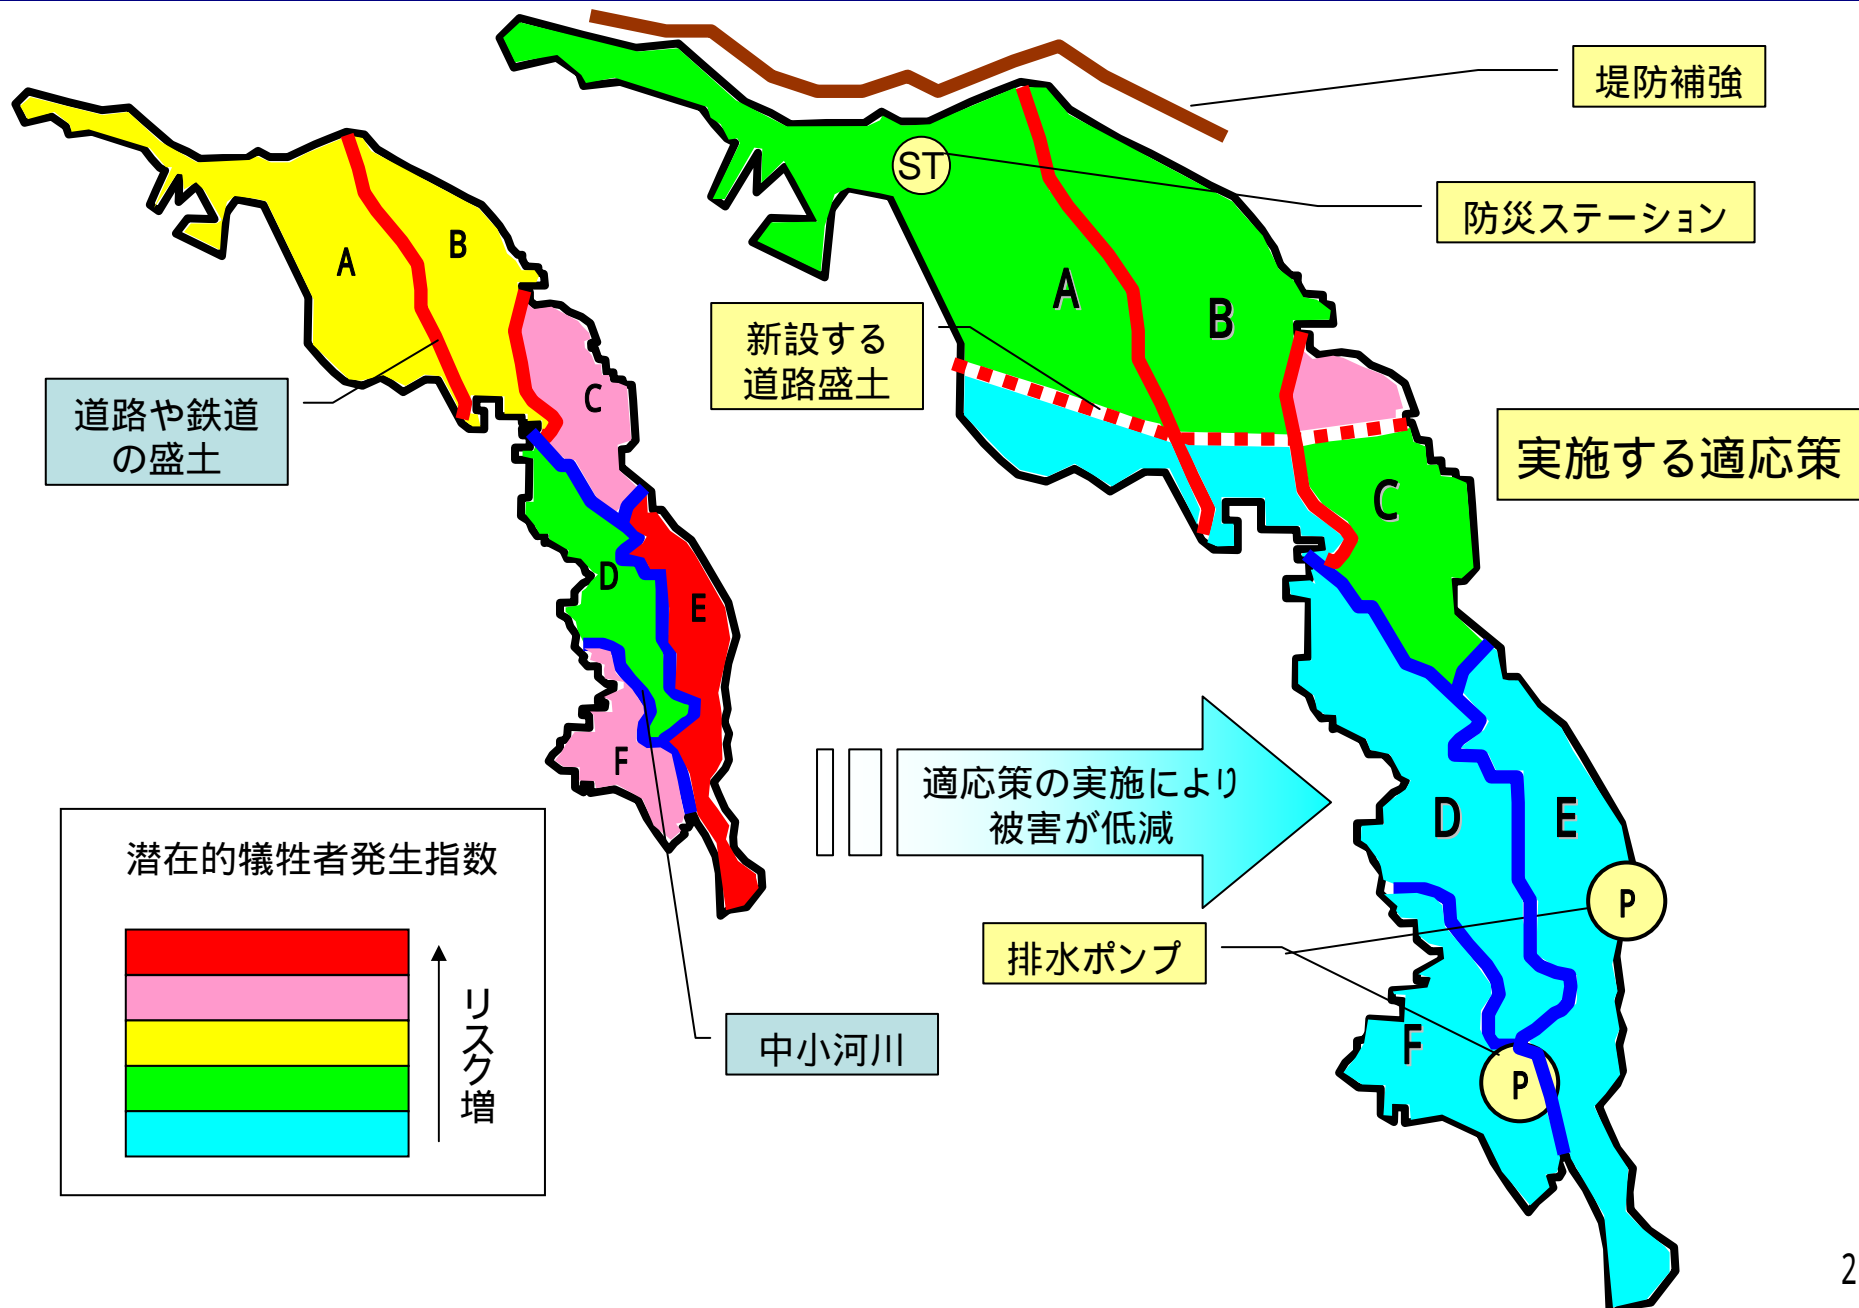 堤防補強
ST
防災ステーション
A
B
新設する
道路盛土
A
B
C
道路や鉄道
の盛土
実施する適応策
C
D
E
F
適応策の実施により
被害が低減
D
E
P
潜在的犠牲者発生指数
リスク増
排水ポンプ
中小河川
F
P
2